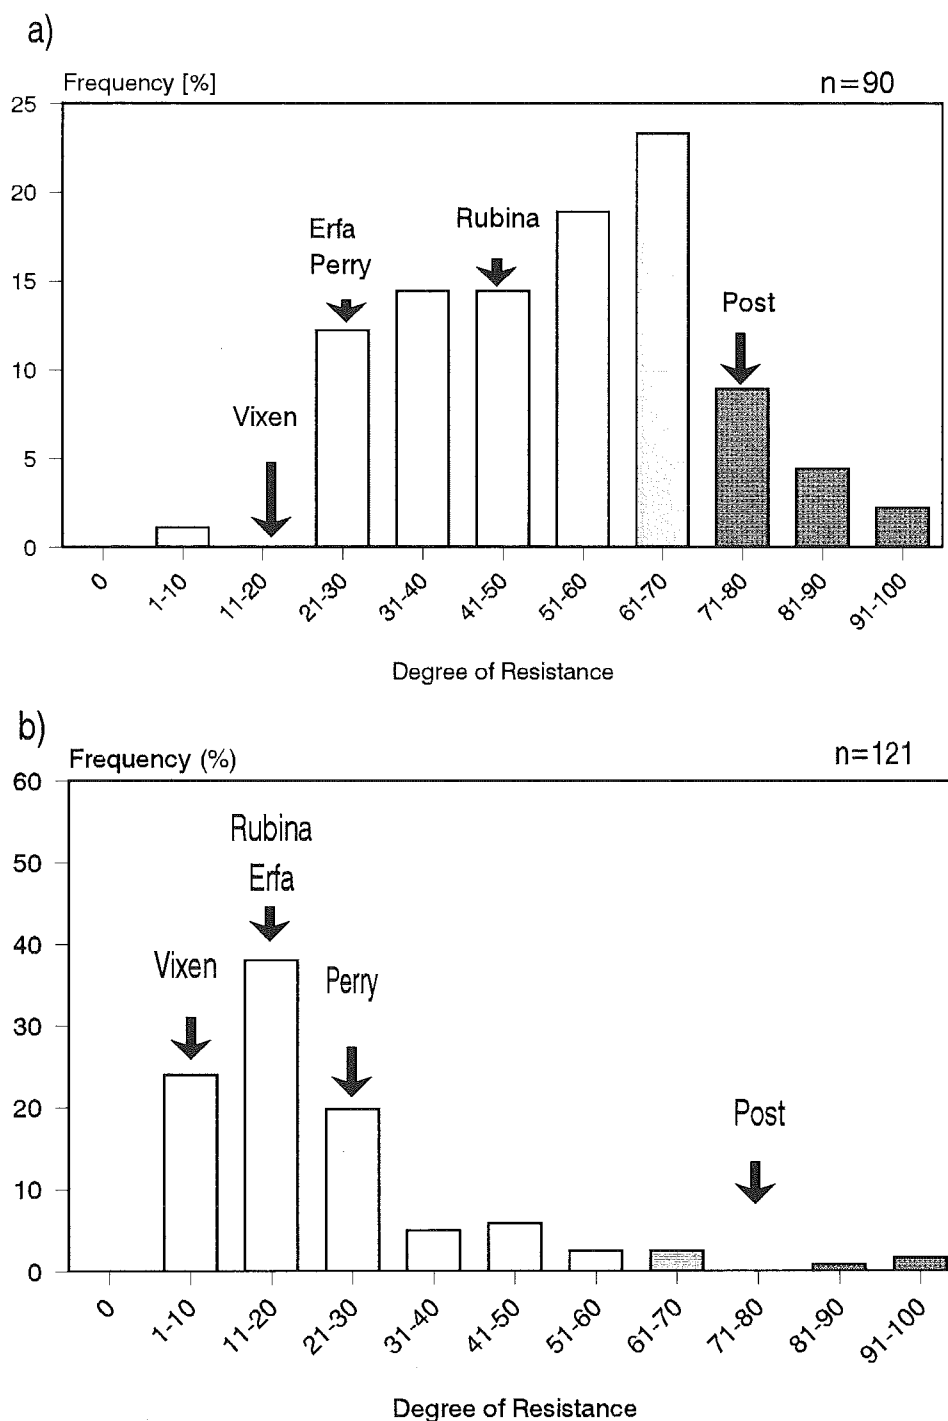 a)
Frequency [%]
n=90
25
20
15
10
5
0
Erfa
Perry
Rubina
Post
Vixen
0
1-10
11-20
21-30
31-40
41-50
51-60
61-70
71-80
81-90
91-100
Degree of Resistance
b)
Frequency (%)
n=121
60
50
40
30
20
10
0
Rubina
Erfa
Vixen
Perry
Post
0
1-10
11-20
21-30
31-40
41-50
51-60
61-70
71-80
81-90
91-100
Degree of Resistance